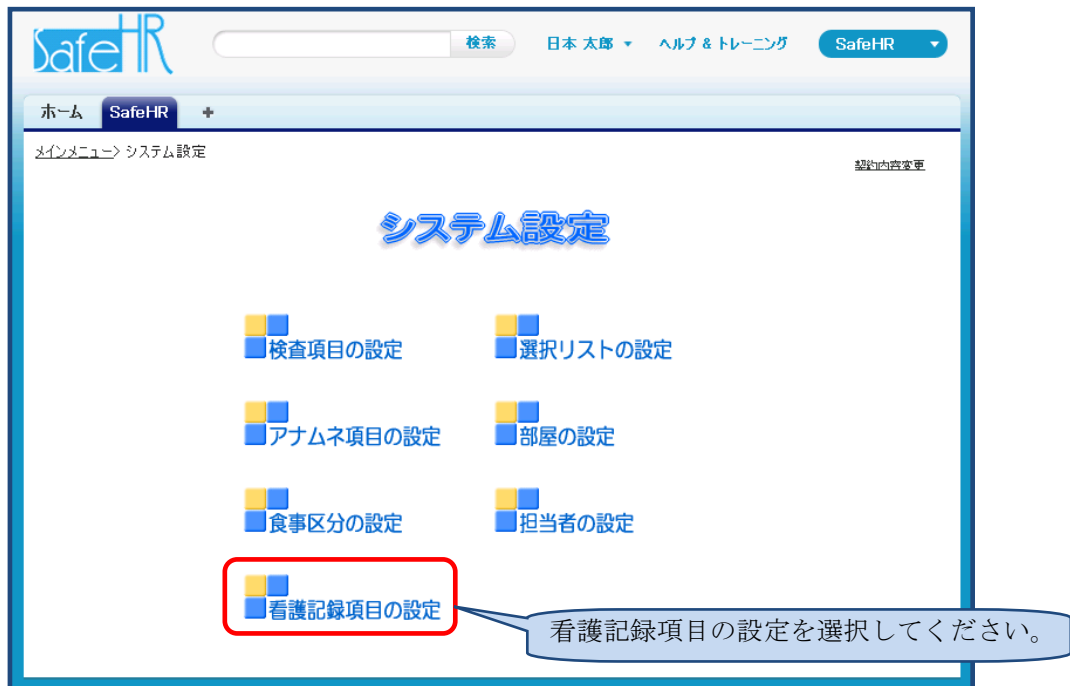 SafeHR
検索 日本 太郎 ▼ ヘルプ & トレーニング SafeHR ▼
ホーム SafeHR +
メインメニュー> システム設定
契約内容変更
システム設定
検査項目の設定 選択リストの設定
アナムネ項目の設定 部屋の設定
食事区分の設定 担当者の設定
看護記録項目の設定
看護記録項目の設定を選択してください。